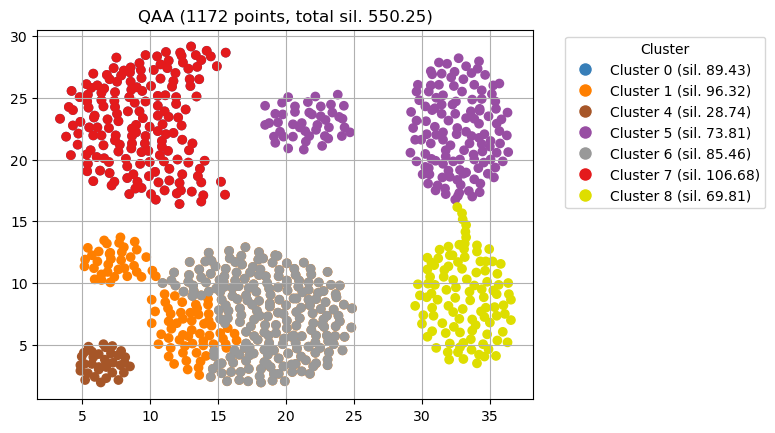 QAA (1172 points, total sil. 550.25)
30
25
20
15
10
5
5
10
15
20
25
30
35
Cluster
Cluster 0 (sil. 89.43)
Cluster 1 (sil. 96.32)
Cluster 4 (sil. 28.74)
Cluster 5 (sil. 73.81)
Cluster 6 (sil. 85.46)
Cluster 7 (sil. 106.68)
Cluster 8 (sil. 69.81)